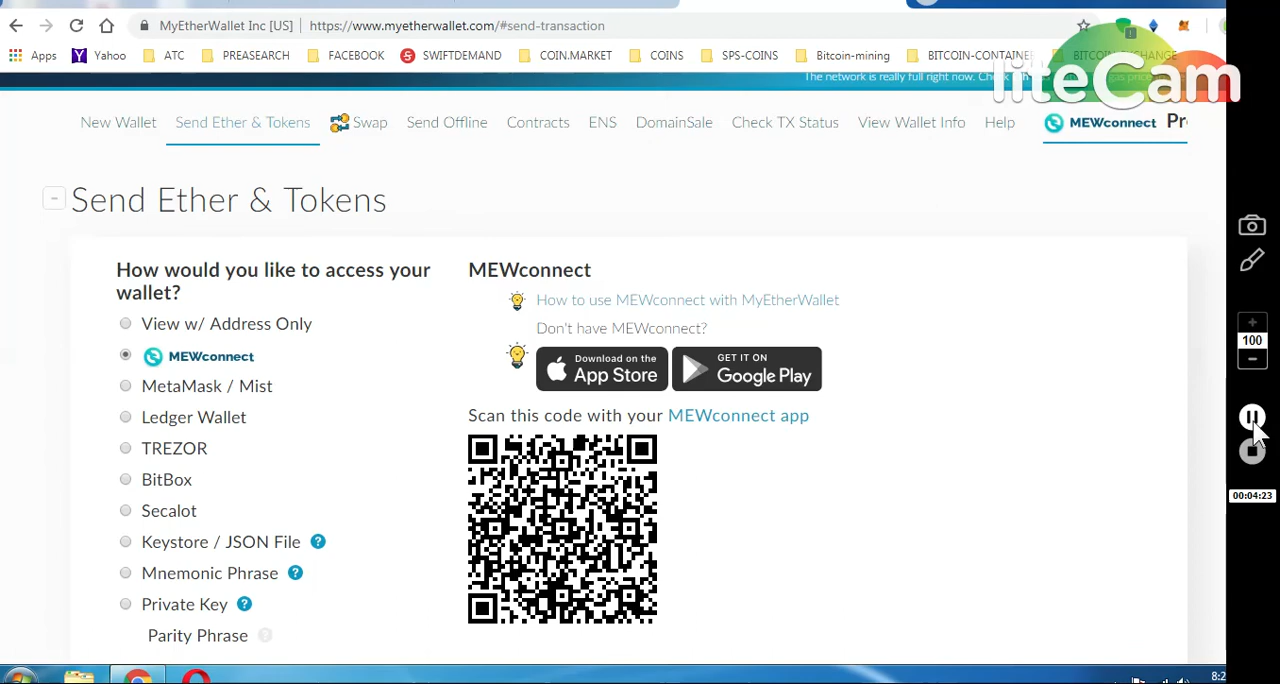 MyEtherWallet Inc [US] https://www.myetherwallet.com/#send-transaction
Apps Yahoo ATC PREASEARCH FACEBOOK SWIFTDEMAND COIN.MARKET COINS SPS-COINS Bitcoin-mining BITCOIN-CONTAINE
liteCam
The network is really full right now.
New Wallet Send Ether & Tokens Swap Send Offline Contracts ENS DomainSale Check TX Status View Wallet Info Help MEWconnect Pr
Send Ether & Tokens
How would you like to access your
wallet?
View w/ Address Only
MEWconnect
MetaMask / Mist
Ledger Wallet
TREZOR
BitBox
Secalot
Keystore / JSON File ?
Mnemonic Phrase ?
Private Key ?
Parity Phrase ?
MEWconnect
How to use MEWconnect with MyEtherWallet
Don't have MEWconnect?
Download on the
App Store
GET IT ON
Google Play
Scan this code with your MEWconnect app
100
00:04:23
8:2